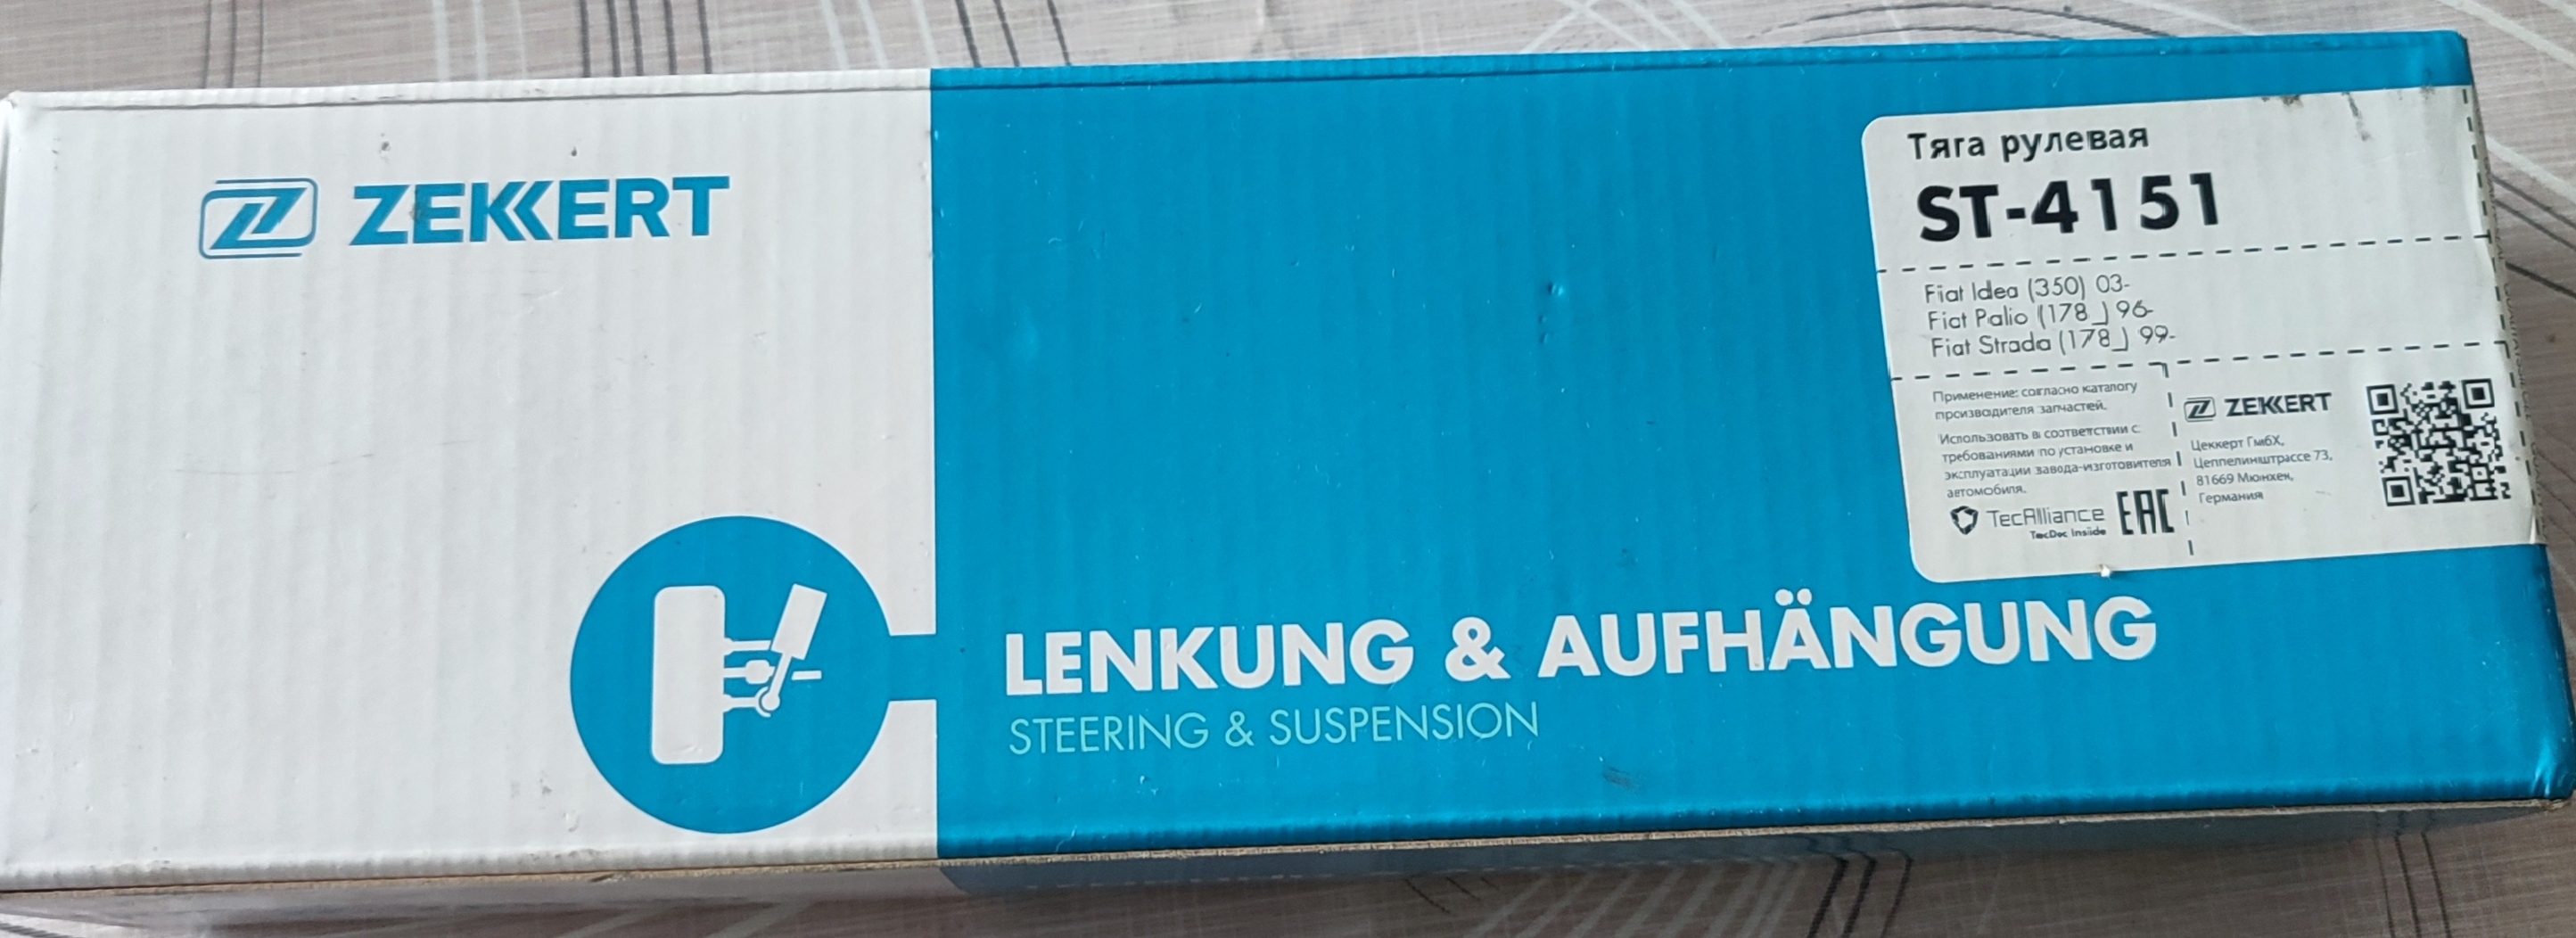 ZEKKERT
Тяга рулевая
ST-4151
Fiat Idea (350) 03-
Fiat Palio (178_) 96-
Fiat Strada (178_) 99-
Применение: согласно каталогу
производителя запчастей.
Использовать в соответствии с
требованиями по установке и
эксплуатации завода-изготовителя
автомобиля.
TecAlliance
TecDoc Inside
EAC
ZEKKERT
Цеккерт ГмбХ,
Цеппелинштрассе 73,
81669 Мюнхен,
Германия
LENKUNG & AUFHÄNGUNG
STEERING & SUSPENSION